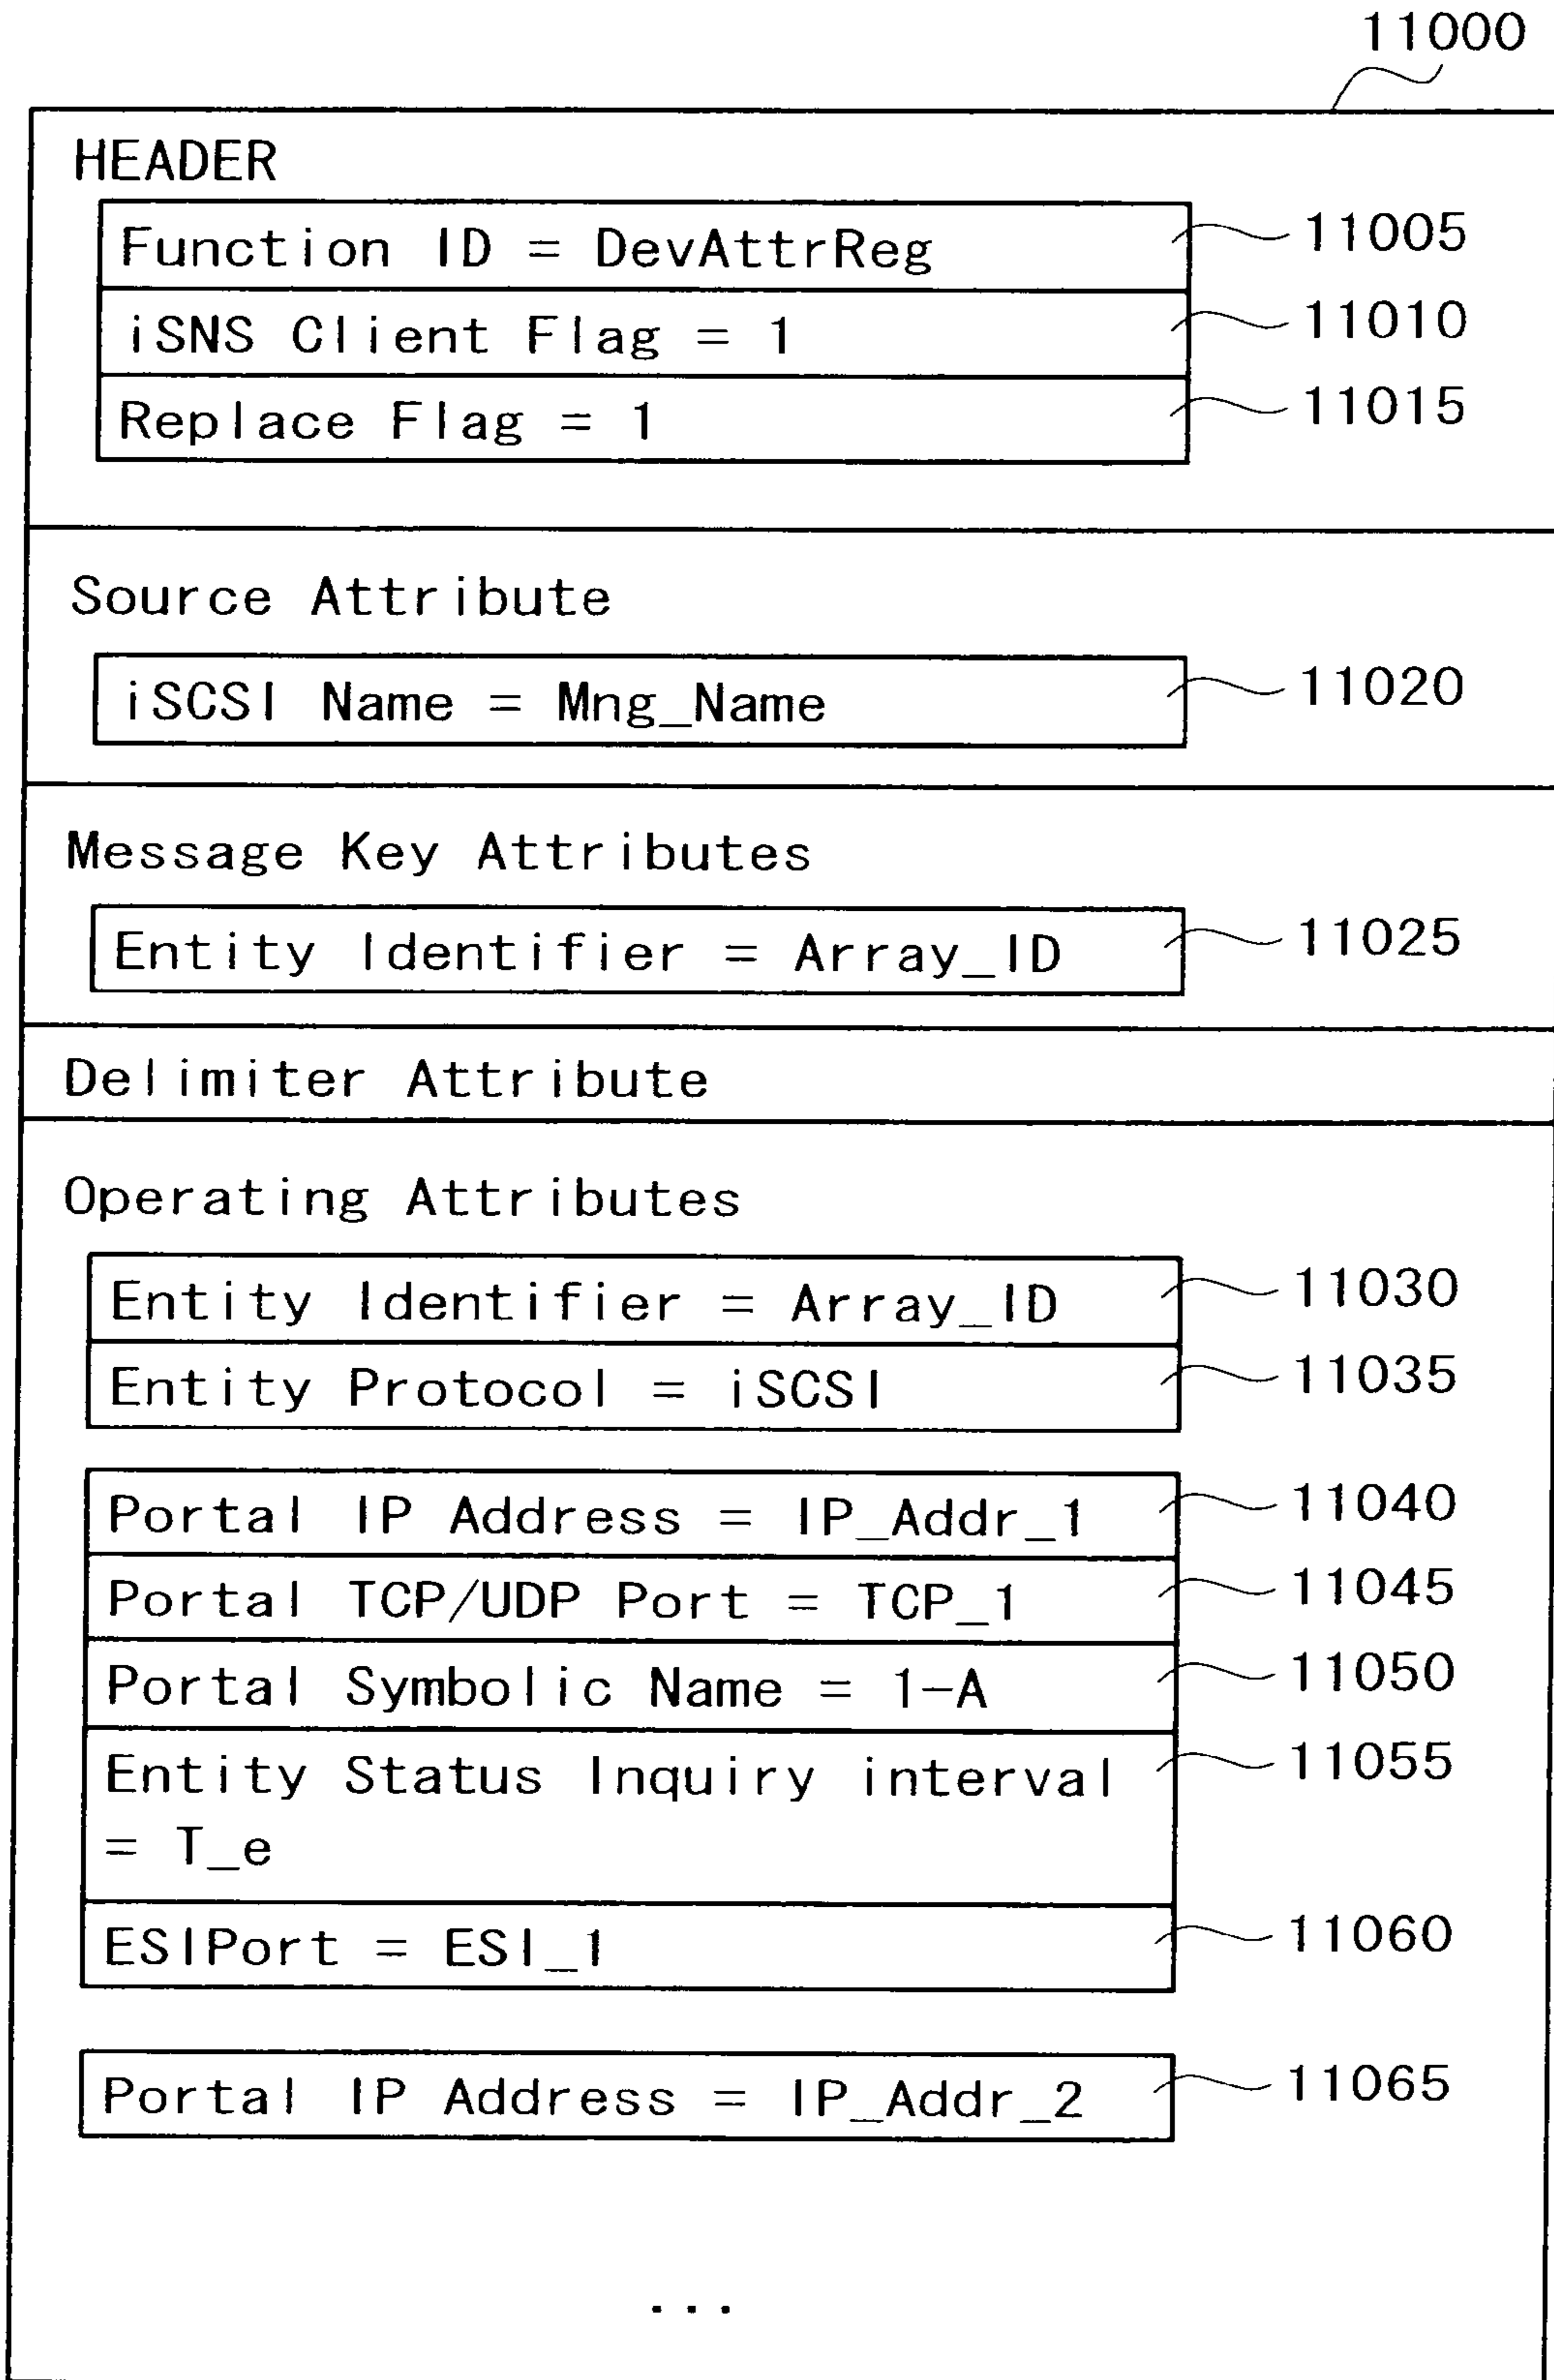 11000
HEADER
Function ID = DevAttrReg 11005
iSNS Client Flag = 1 11010
Replace Flag = 1 11015
Source Attribute
iSCSI Name = Mng_Name 11020
Message Key Attributes
Entity Identifier = Array_ID 11025
Delimiter Attribute
Operating Attributes
Entity Identifier = Array_ID 11030
Entity Protocol = iSCSI 11035
Portal IP Address = IP_Addr_1 11040
Portal TCP/UDP Port = TCP_1 11045
Portal Symbolic Name = 1-A 11050
Entity Status Inquiry interval 11055
= T_e
ESIPort = ESI_1 11060
Portal IP Address = IP_Addr_2 11065
...